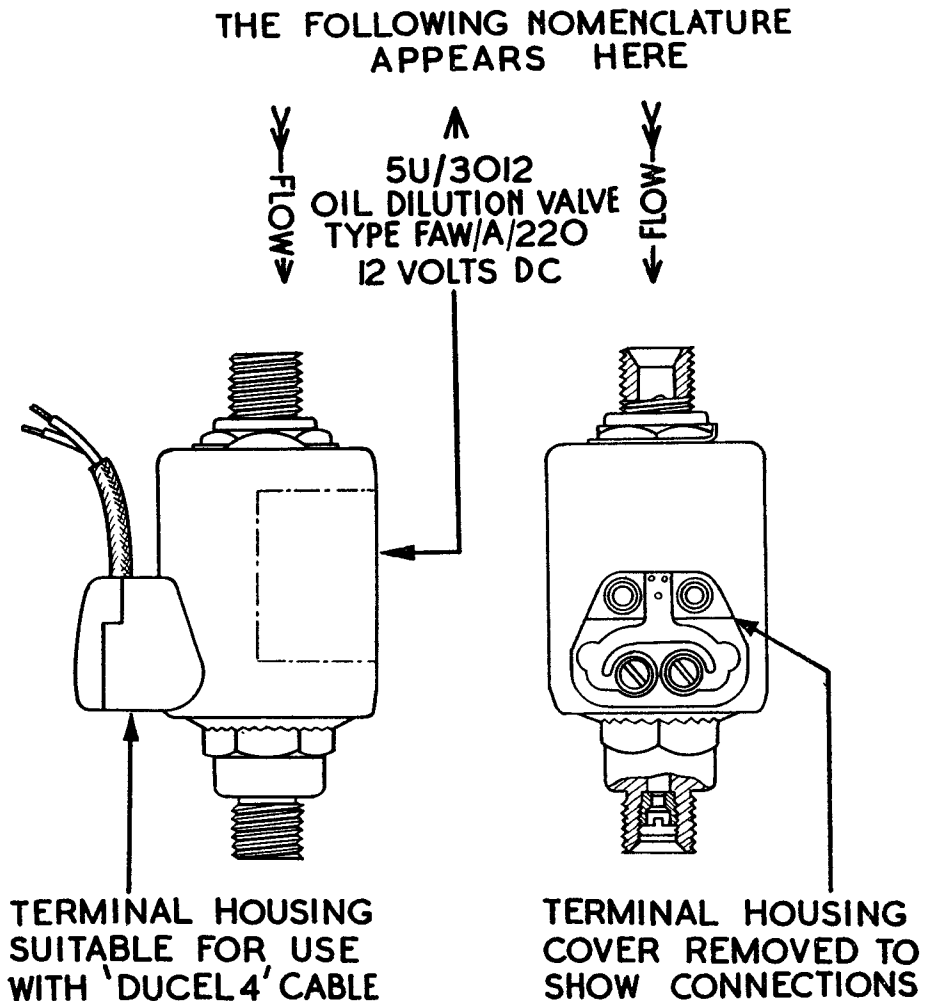 THE FOLLOWING NOMENCLATURE
APPEARS HERE
FLOW
5U/3012
OIL DILUTION VALVE
TYPE FAW/A/220
12 VOLTS DC
FLOW
TERMINAL HOUSING
SUITABLE FOR USE
WITH 'DUCEL 4' CABLE
TERMINAL HOUSING
COVER REMOVED TO
SHOW CONNECTIONS